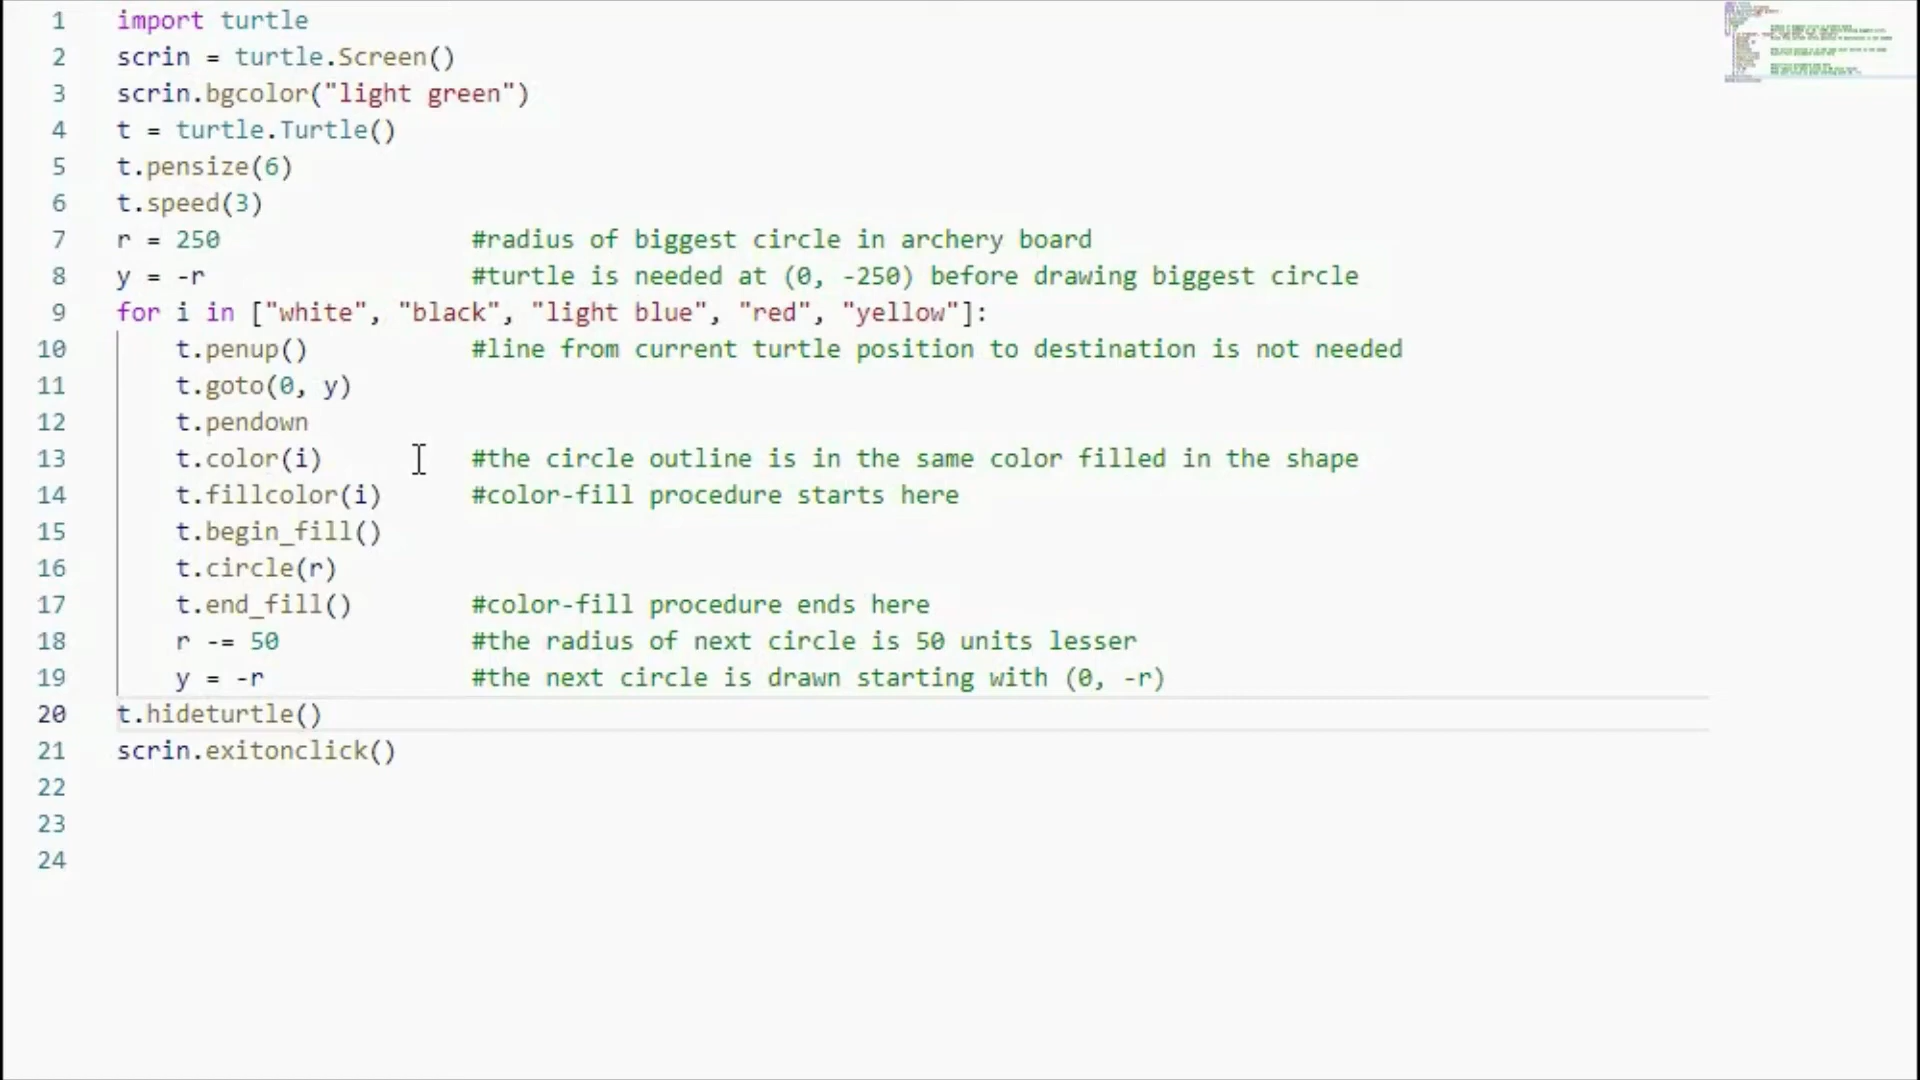 1 import turtle
2 scrin = turtle.Screen()
3 scrin.bgcolor("light green")
4 t = turtle.Turtle()
5 t.pensize(6)
6 t.speed(3)
7 r = 250 #radius of biggest circle in archery board
8 y = -r #turtle is needed at (0, -250) before drawing biggest circle
9 for i in ["white", "black", "light blue", "red", "yellow"]:
10 t.penup() #line from current turtle position to destination is not needed
11 t.goto(0, y)
12 t.pendown
13 t.color(i) #the circle outline is in the same color filled in the shape
14 t.fillcolor(i) #color-fill procedure starts here
15 t.begin_fill()
16 t.circle(r)
17 t.end_fill() #color-fill procedure ends here
18 r -= 50 #the radius of next circle is 50 units lesser
19 y = -r #the next circle is drawn starting with (0, -r)
20 t.hideturtle()
21 scrin.exitonclick()
22
23
24